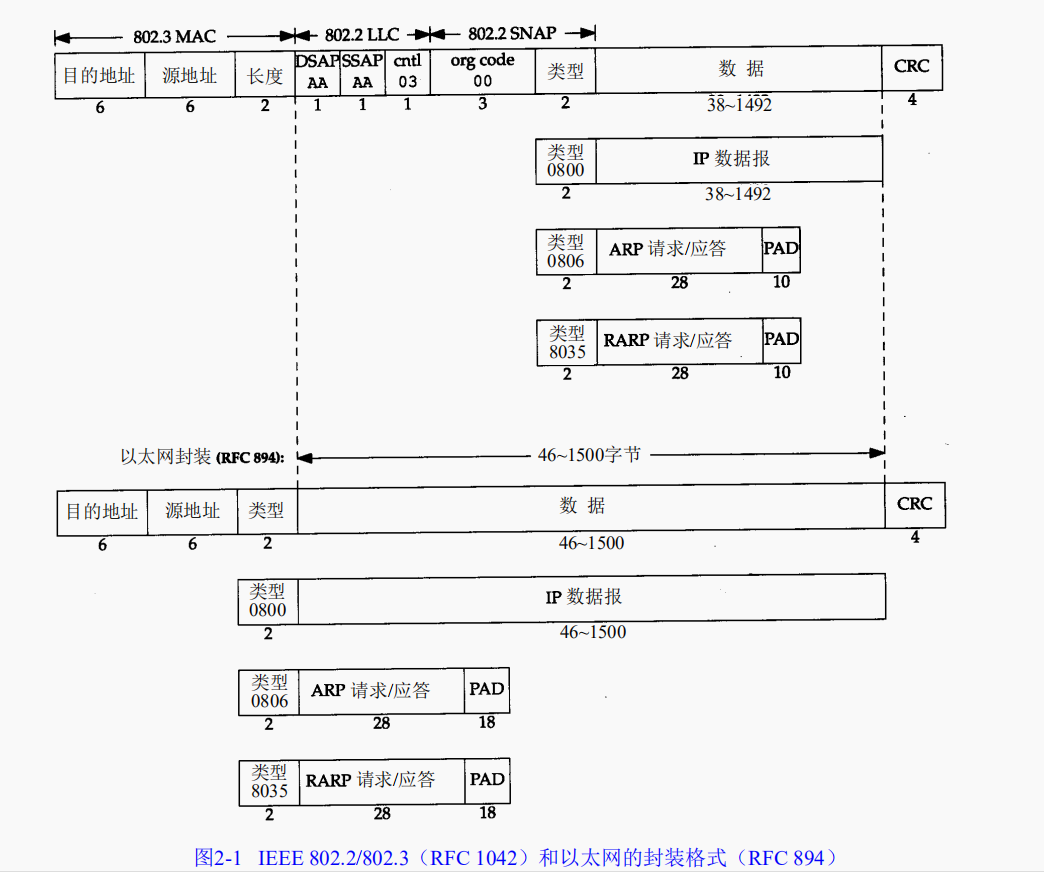 802.3 MAC 802.2 LLC 802.2 SNAP
目的地址 源地址 长度 DSAP AA SSAP AA cntl 03 org code 00 类型 数 据 CRC
6 6 2 1 1 1 3 2 38~1492 4
类型 0800 IP 数据报
2 38~1492
类型 0806 ARP 请求/应答 PAD
2 28 10
类型 8035 RARP 请求/应答 PAD
2 28 10
以太网封装 (RFC 894): 46~1500字节
目的地址 源地址 类型 数 据 CRC
6 6 2 46~1500 4
类型 0800 IP 数据报
2 46~1500
类型 0806 ARP 请求/应答 PAD
2 28 18
类型 8035 RARP 请求/应答 PAD
2 28 18
图2-1 IEEE 802.2/802.3（RFC 1042）和以太网的封装格式（RFC 894）